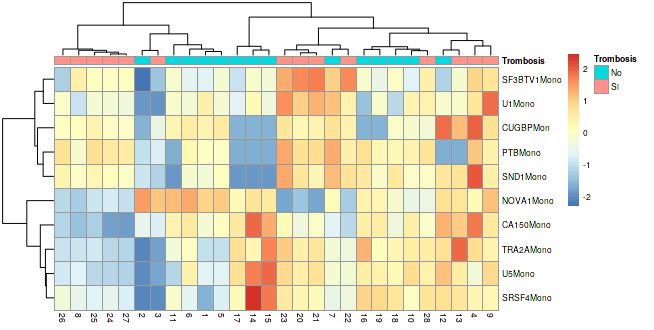 Trombosis
SF3BTV1Mono
U1Mono
CUGBPMon
PTBMono
SND1Mono
NOVA1Mono
CA150Mono
TRA2AMono
U5Mono
SRSF4Mono
26 8 25 24 27 2 3 11 6 1 5 17 14 15 23 20 21 7 22 16 19 18 10 28 12 13 4 9
2
1
0
-1
-2
Trombosis
No
SI